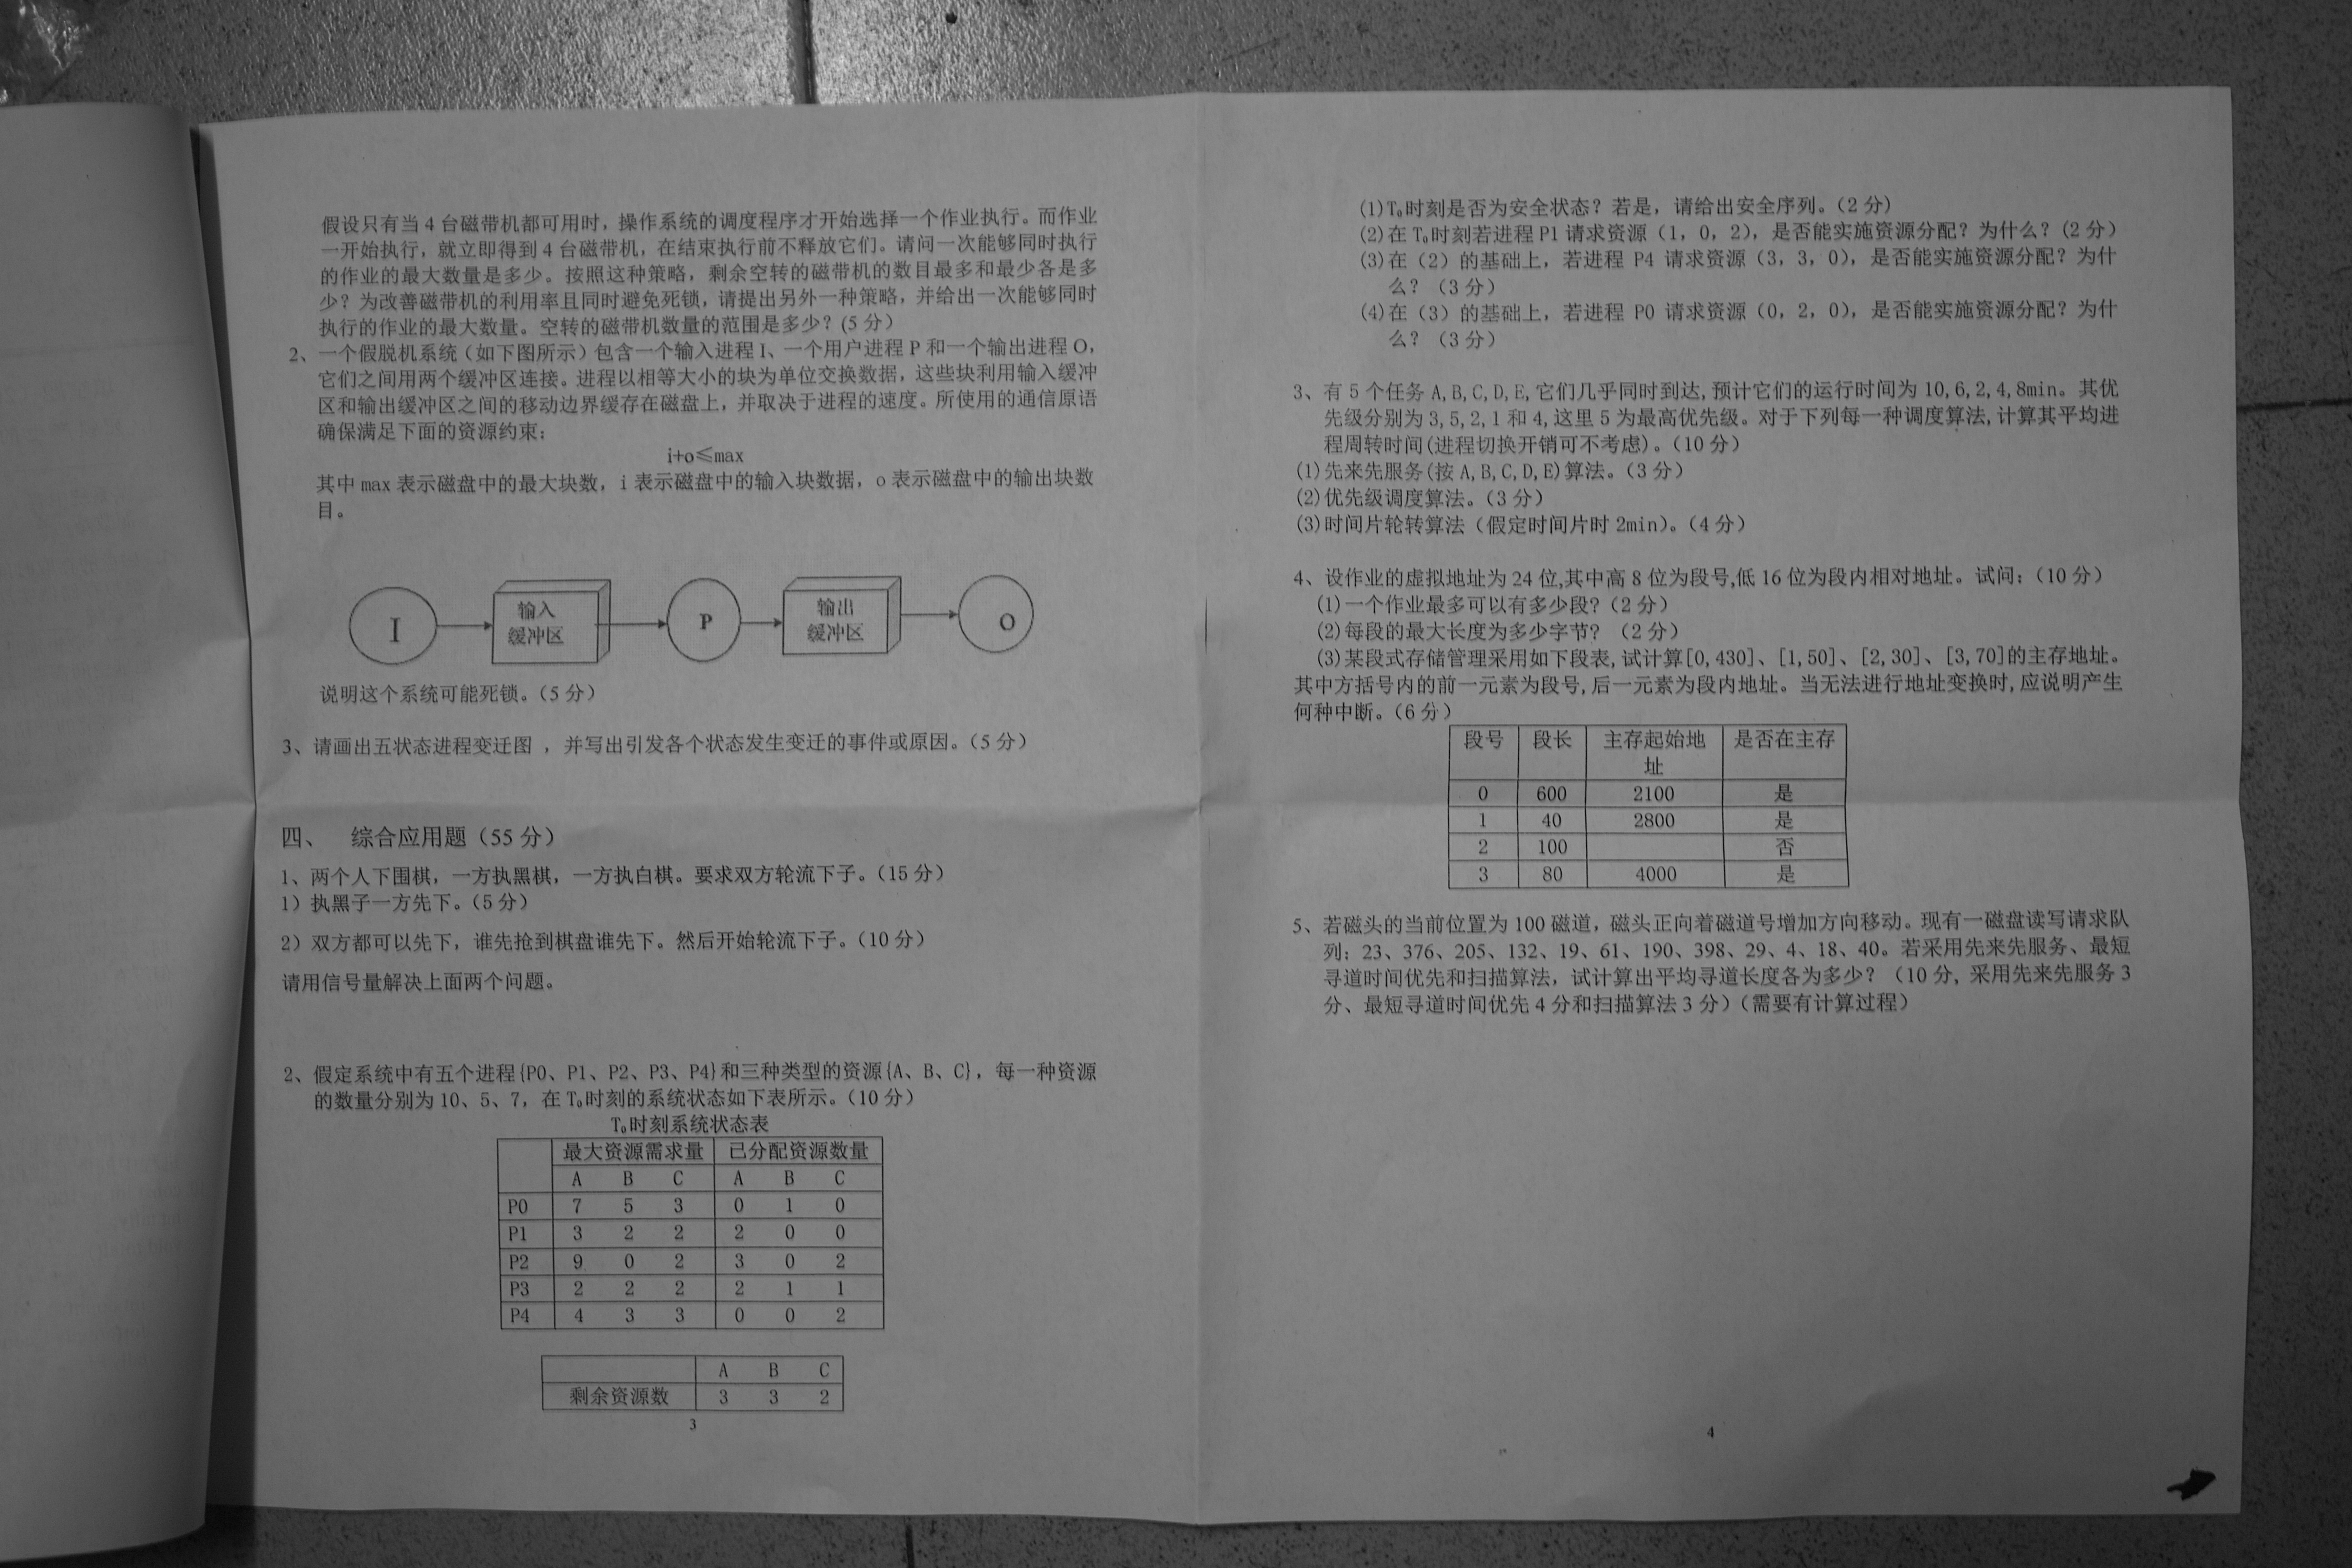 假设只有当 4 台磁带机都可用时，操作系统的调度程序才开始选择一个作业执行。而作业
一开始执行，就立即得到 4 台磁带机，在结束执行前不释放它们。请问一次能够同时执行
的作业的最大数量是多少。按照这种策略，剩余空转的磁带机的数目最多和最少各是多
少？为改善磁带机的利用率且同时避免死锁，请提出另外一种策略，并给出一次能够同时
执行的作业的最大数量。空转的磁带机数量的范围是多少？(5 分)
2、一个假脱机系统（如下图所示）包含一个输入进程 I、一个用户进程 P 和一个输出进程 O，
它们之间用两个缓冲区连接。进程以相等大小的块为单位交换数据，这些块利用输入缓冲
区和输出缓冲区之间的移动边界缓存在磁盘上，并取决于进程的速度。所使用的通信原语
确保满足下面的资源约束：
i+o≤max
其中 max 表示磁盘中的最大块数，i 表示磁盘中的输入块数据，o 表示磁盘中的输出块数
目。
I
输入
缓冲区
P
输出
缓冲区
O
说明这个系统可能死锁。（5 分）
3、请画出五状态进程变迁图 ，并写出引发各个状态发生变迁的事件或原因。（5 分）
四、 综合应用题（55 分）
1、两个人下围棋，一方执黑棋，一方执白棋。要求双方轮流下子。（15 分）
1）执黑子一方先下。（5 分）
2）双方都可以先下，谁先抢到棋盘谁先下。然后开始轮流下子。（10 分）
请用信号量解决上面两个问题。
2、假定系统中有五个进程{P0、P1、P2、P3、P4}和三种类型的资源{A、B、C}，每一种资源
的数量分别为 10、5、7，在 T₀时刻的系统状态如下表所示。（10 分）
T₀时刻系统状态表
最大资源需求量 已分配资源数量
A B C A B C
P0 7 5 3 0 1 0
P1 3 2 2 2 0 0
P2 9 0 2 3 0 2
P3 2 2 2 2 1 1
P4 4 3 3 0 0 2
A B C
剩余资源数 3 3 2
3
(1)T₀时刻是否为安全状态？若是，请给出安全序列。（2 分）
(2)在 T₀时刻若进程 P1 请求资源（1，0，2），是否能实施资源分配？为什么？（2 分）
(3)在（2）的基础上，若进程 P4 请求资源（3，3，0），是否能实施资源分配？为什
么？（3 分）
(4)在（3）的基础上，若进程 P0 请求资源（0，2，0），是否能实施资源分配？为什
么？（3 分）
3、有 5 个任务 A,B,C,D,E,它们几乎同时到达,预计它们的运行时间为 10,6,2,4,8min。其优
先级分别为 3,5,2,1 和 4,这里 5 为最高优先级。对于下列每一种调度算法,计算其平均进
程周转时间(进程切换开销可不考虑)。（10 分）
(1)先来先服务(按 A,B,C,D,E)算法。（3 分）
(2)优先级调度算法。（3 分）
(3)时间片轮转算法（假定时间片时 2min）。（4 分）
4、设作业的虚拟地址为 24 位,其中高 8 位为段号,低 16 位为段内相对地址。试问：（10 分）
(1)一个作业最多可以有多少段?（2 分）
(2)每段的最大长度为多少字节? （2 分）
(3)某段式存储管理采用如下段表,试计算[0,430]、[1,50]、[2,30]、[3,70]的主存地址。
其中方括号内的前一元素为段号,后一元素为段内地址。当无法进行地址变换时,应说明产生
何种中断。（6 分）
段号 段长 主存起始地 是否在主存
址
0 600 2100 是
1 40 2800 是
2 100 否
3 80 4000 是
5、若磁头的当前位置为 100 磁道，磁头正向着磁道号增加方向移动。现有一磁盘读写请求队
列：23、376、205、132、19、61、190、398、29、4、18、40。若采用先来先服务、最短
寻道时间优先和扫描算法，试计算出平均寻道长度各为多少？（10 分, 采用先来先服务 3
分、最短寻道时间优先 4 分和扫描算法 3 分）（需要有计算过程）
4